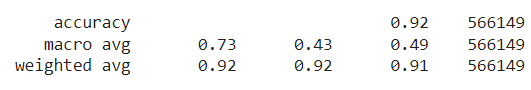 accuracy 0.92 566149
macro avg 0.73 0.43 0.49 566149
weighted avg 0.92 0.92 0.91 566149